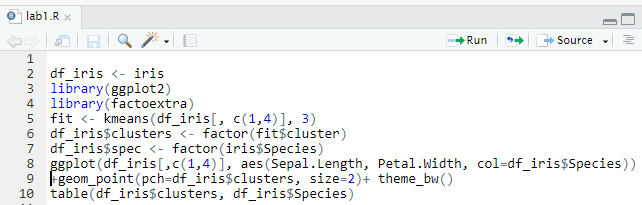 lab1.R
Run
Source
1
2 df_iris <- iris
3 library(ggplot2)
4 library(factoextra)
5 fit <- kmeans(df_iris[, c(1,4)], 3)
6 df_iris$clusters <- factor(fit$cluster)
7 df_iris$spec <- factor(iris$Species)
8 ggplot(df_iris[,c(1,4)], aes(Sepal.Length, Petal.Width, col=df_iris$Species))
9 +geom_point(pch=df_iris$clusters, size=2)+ theme_bw()
10 table(df_iris$clusters, df_iris$Species)